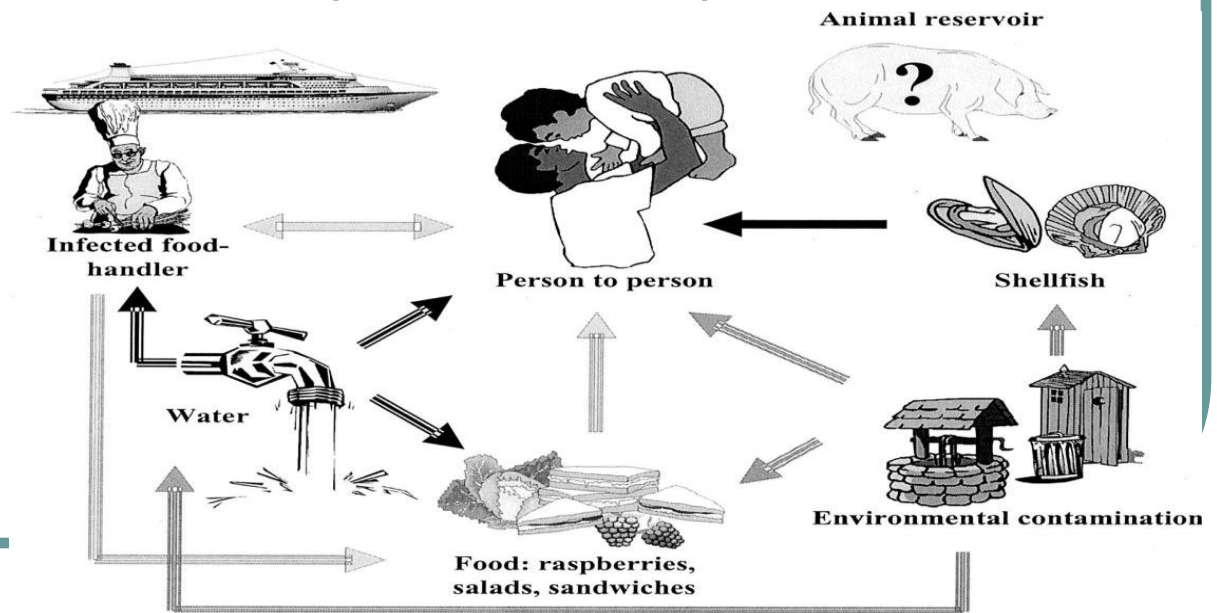 Animal reservoir
?
Infected food-
handler
Person to person
Shellfish
Water
Environmental contamination
Food: raspberries,
salads, sandwiches